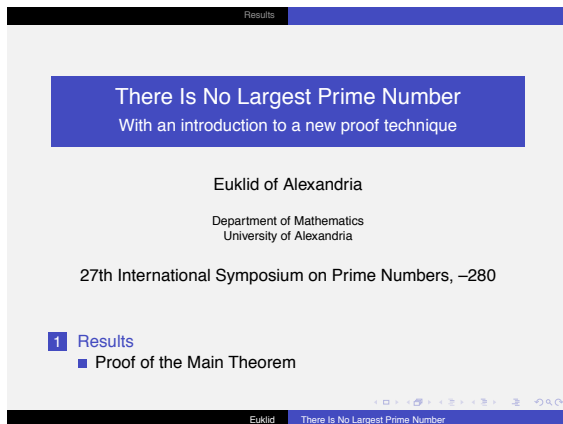 Results
There Is No Largest Prime Number
With an introduction to a new proof technique
Euklid of Alexandria
Department of Mathematics
University of Alexandria
27th International Symposium on Prime Numbers, –280
1 Results
Proof of the Main Theorem
Euklid There Is No Largest Prime Number